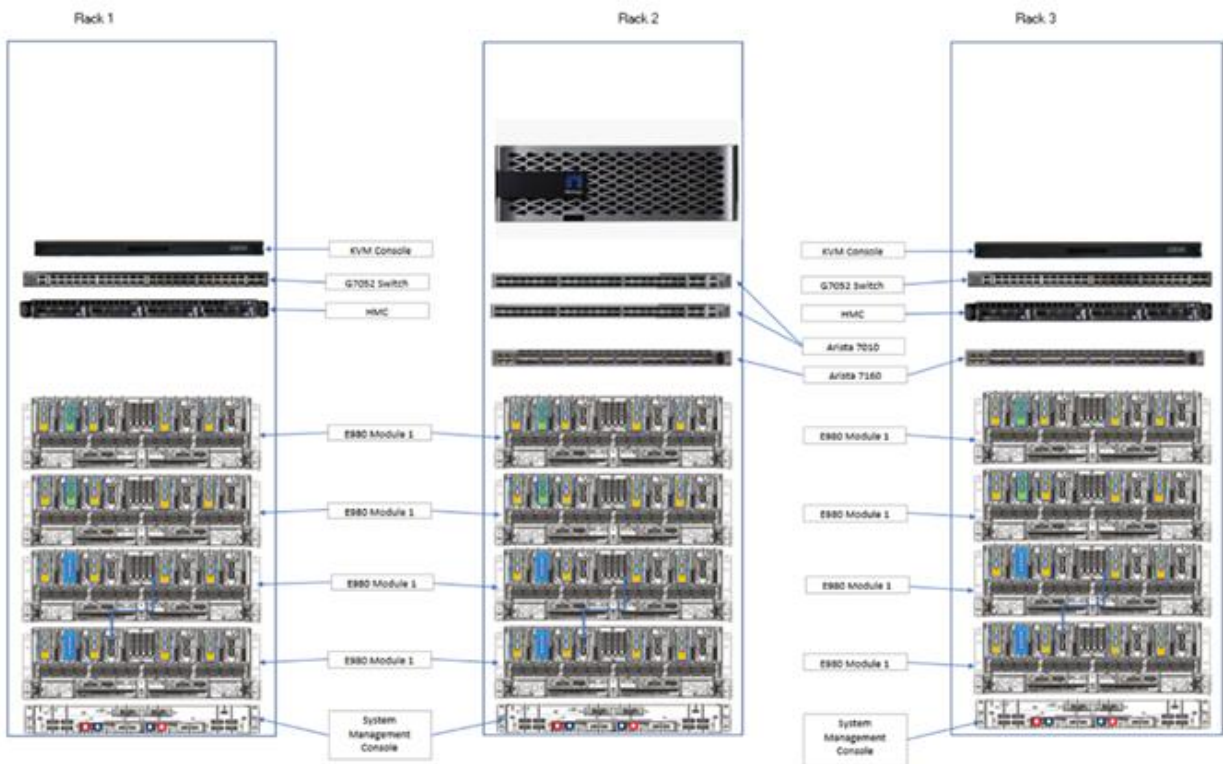 Rack 1
Rack 2
Rack 3
KVM Console
G7052 Switch
HMC
Arista 7010
Arista 7160
E980 Module 1
E980 Module 1
E980 Module 1
E980 Module 1
System
Management
Console
KVM Console
G7052 Switch
HMC
E980 Module 1
E980 Module 1
E980 Module 1
E980 Module 1
System
Management
Console